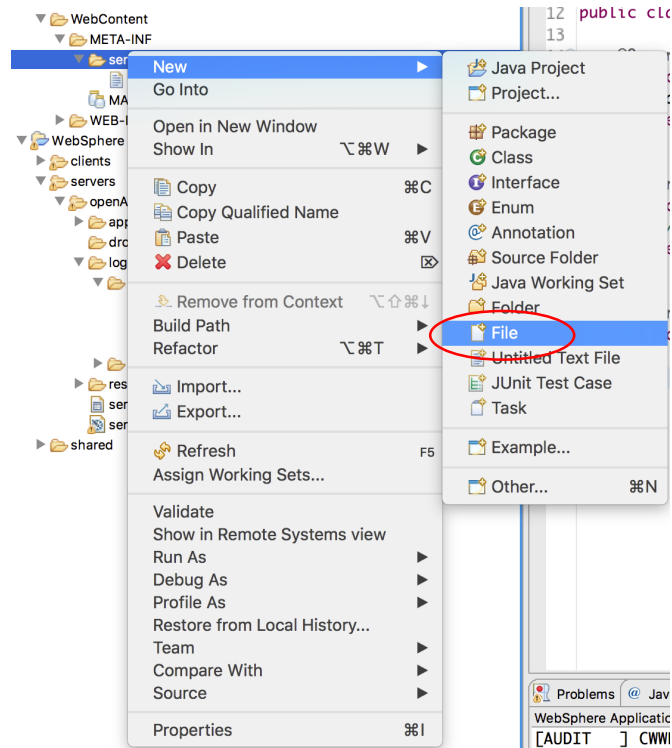 WebContent
META-INF
ser
MA
WEB-I
WebSphere
clients
servers
openA
app
dro
log
res
ser
ser
shared
New
Go Into
Open in New Window
Show In ⌥⌘W
Copy ⌘C
Copy Qualified Name
Paste ⌘V
Delete ⌦
Remove from Context ⌥⇧⌘↓
Build Path
Refactor ⌥⌘T
Import...
Export...
Refresh F5
Assign Working Sets...
Validate
Show in Remote Systems view
Run As
Debug As
Profile As
Restore from Local History...
Team
Compare With
Source
Properties ⌘I
Java Project
Project...
Package
Class
Interface
Enum
Annotation
Source Folder
Java Working Set
Folder
File
Untitled Text File
JUnit Test Case
Task
Example...
Other... ⌘N
12 public cla
13
Problems @ Jav
WebSphere Applicatio
[AUDIT ] CWW